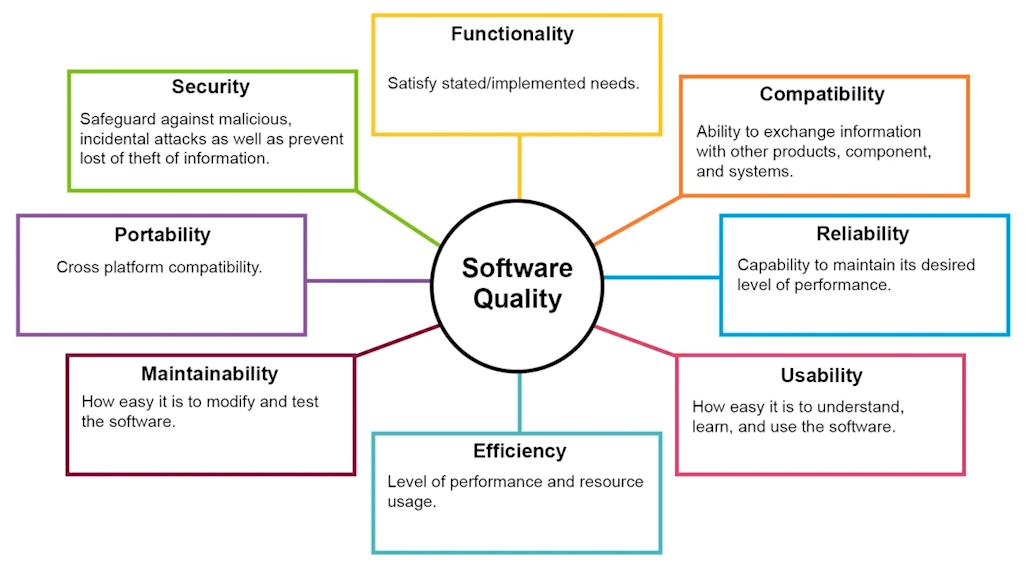 Functionality
Satisfy stated/implemented needs.
Security
Safeguard against malicious,
incidental attacks as well as prevent
lost of theft of information.
Compatibility
Ability to exchange information
with other products, component,
and systems.
Portability
Cross platform compatibility.
Software
Quality
Reliability
Capability to maintain its desired
level of performance.
Maintainability
How easy it is to modify and test
the software.
Usability
How easy it is to understand,
learn, and use the software.
Efficiency
Level of performance and resource
usage.